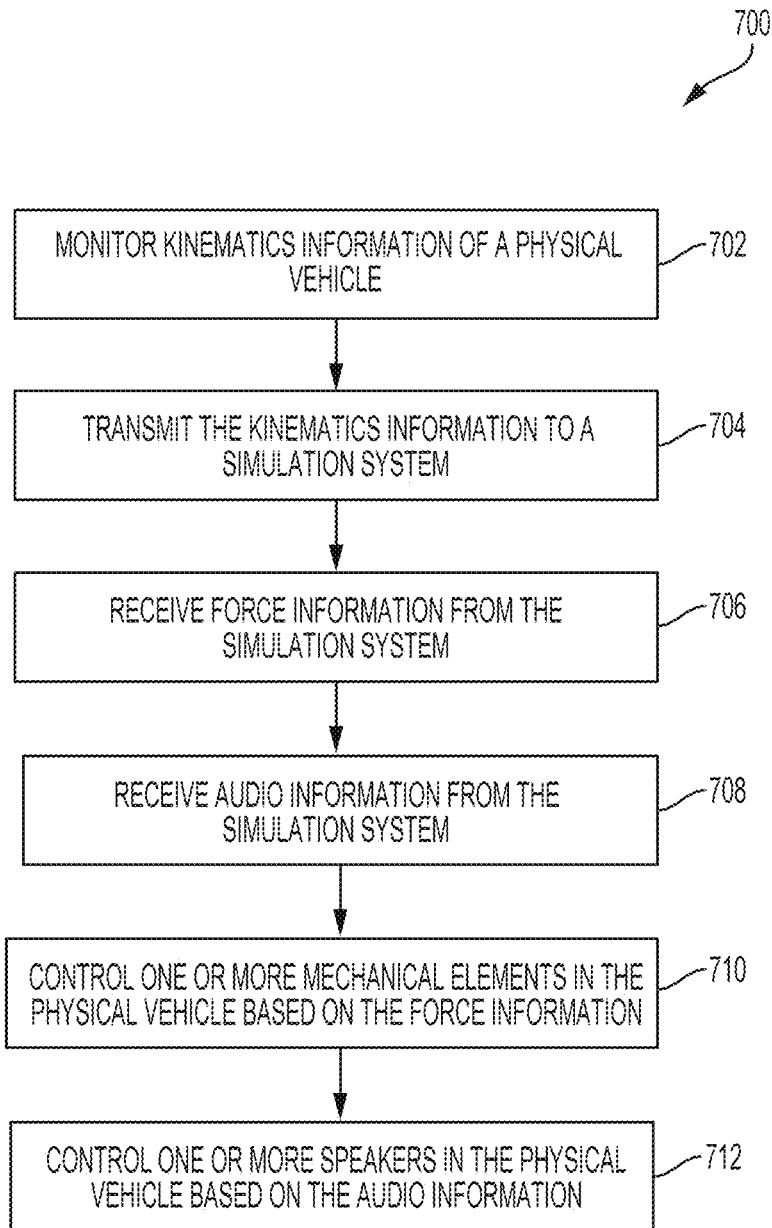 700
MONITOR KINEMATICS INFORMATION OF A PHYSICAL
VEHICLE
702
TRANSMIT THE KINEMATICS INFORMATION TO A
SIMULATION SYSTEM
704
RECEIVE FORCE INFORMATION FROM THE
SIMULATION SYSTEM
706
RECEIVE AUDIO INFORMATION FROM THE
SIMULATION SYSTEM
708
CONTROL ONE OR MORE MECHANICAL ELEMENTS IN THE
PHYSICAL VEHICLE BASED ON THE FORCE INFORMATION
710
CONTROL ONE OR MORE SPEAKERS IN THE PHYSICAL
VEHICLE BASED ON THE AUDIO INFORMATION
712